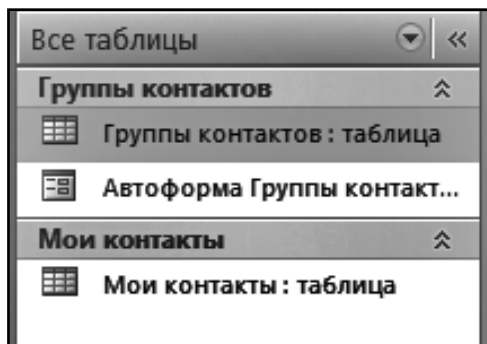 Все таблицы
Группы контактов
Группы контактов : таблица
Автоформа Группы контакт...
Мои контакты
Мои контакты : таблица